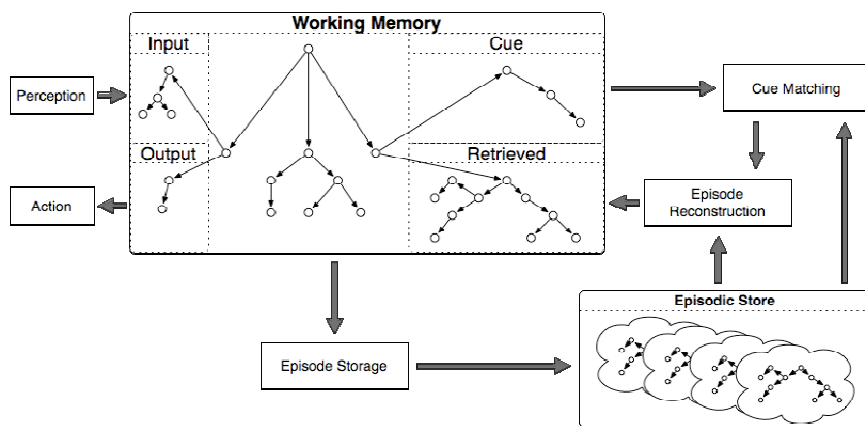 Working Memory
Input
Cue
Perception
Cue Matching
Output
Retrieved
Action
Episode
Reconstruction
Episodic Store
Episode Storage